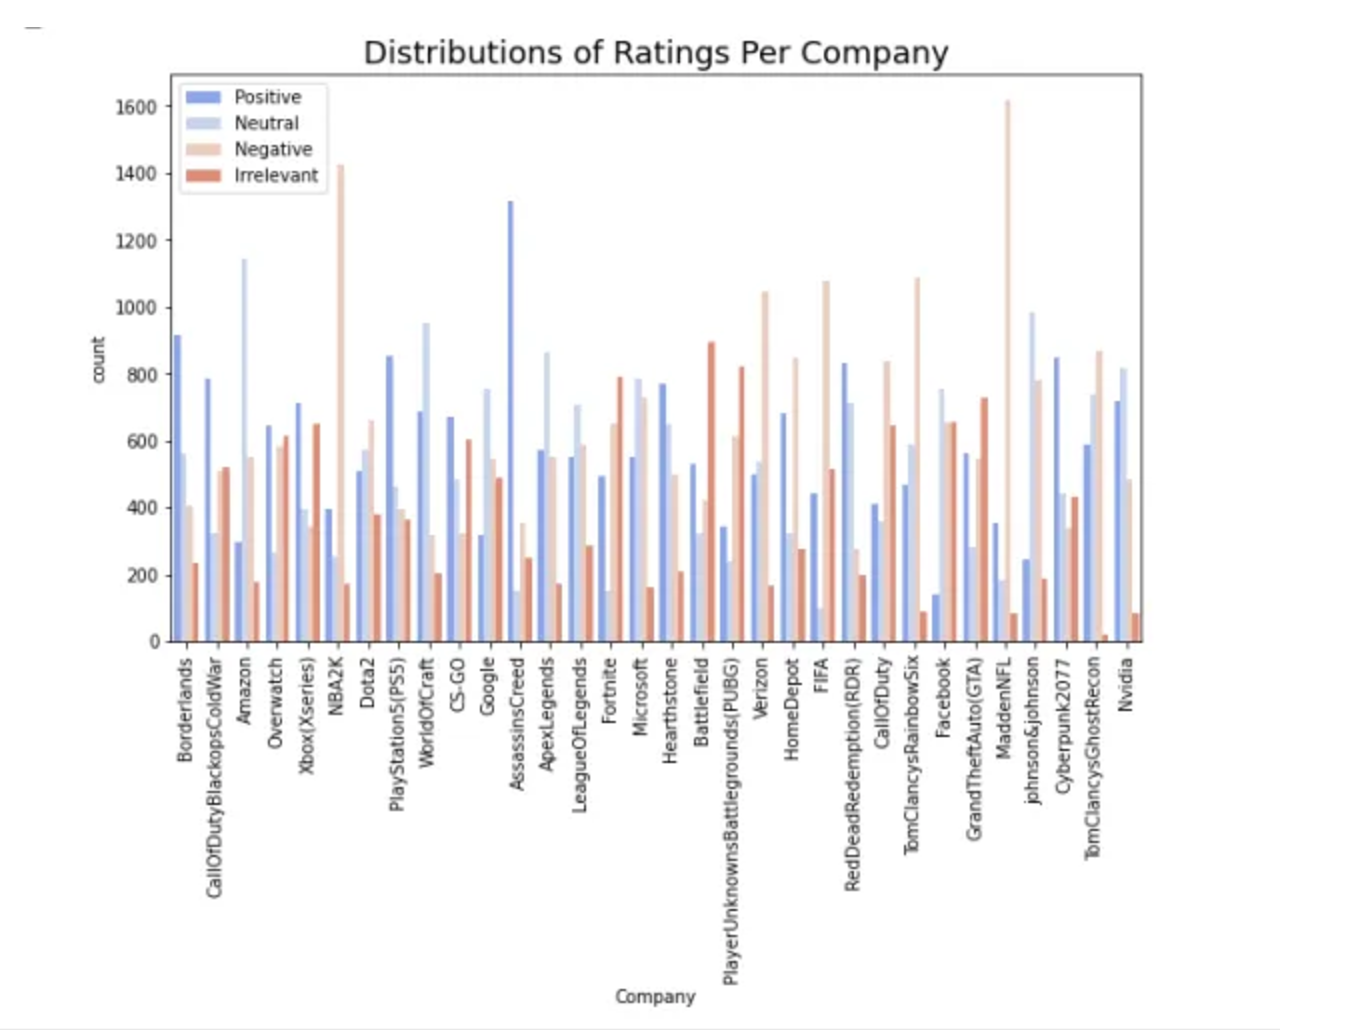 Distributions of Ratings Per Company
Positive
Neutral
Negative
Irrelevant
1600
1400
1200
1000
800
600
400
200
0
count
Borderlands
CallOfDutyBlackopsColdWar
Amazon
Overwatch
Xbox(Xseries)
NBA2K
Dota2
PlayStation5(PS5)
WorldOfCraft
CS-GO
Google
AssassinsCreed
ApexLegends
LeagueOfLegends
Fortnite
Microsoft
Hearthstone
Battlefield
PlayerUnknownsBattlegrounds(PUBG)
Verizon
HomeDepot
FIFA
RedDeadRedemption(RDR)
CallOfDuty
TomClancysRainbowSix
Facebook
GrandTheftAuto(GTA)
MaddenNFL
johnson&johnson
Cyberpunk2077
TomClancysGhostRecon
Nvidia
Company